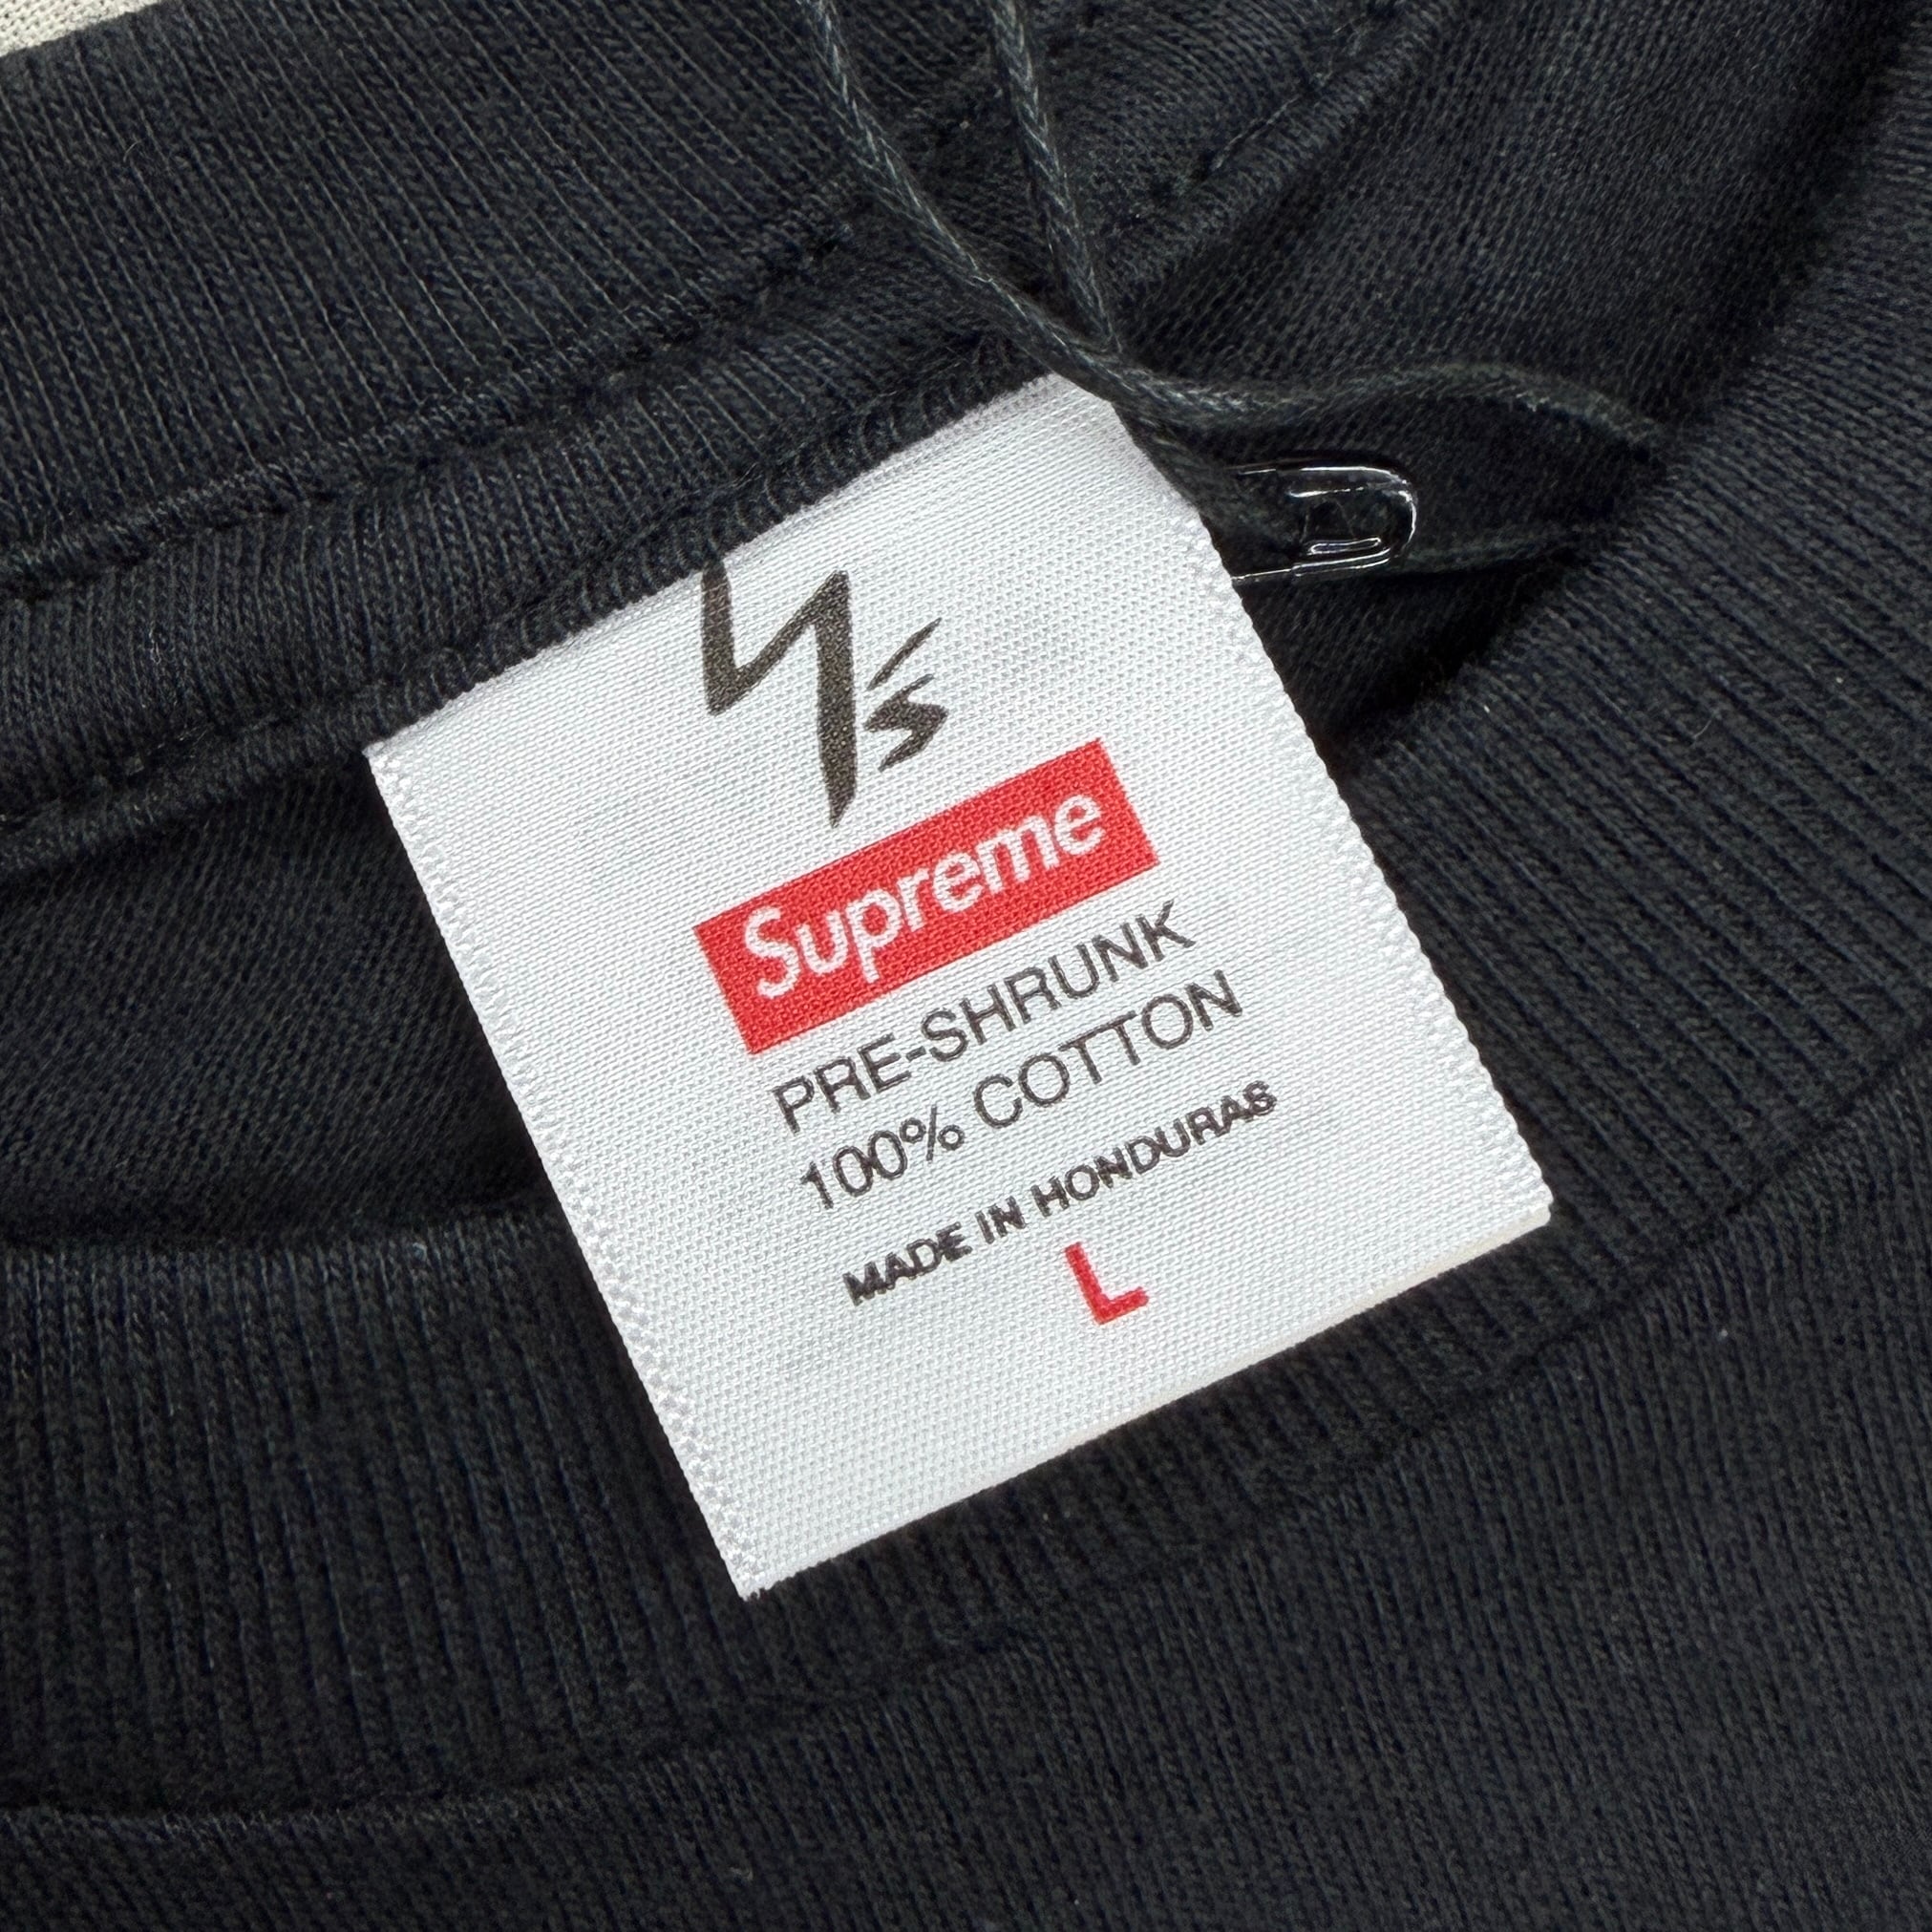 Y's
Supreme
PRE-SHRUNK
100% COTTON
MADE IN HONDURAS
L